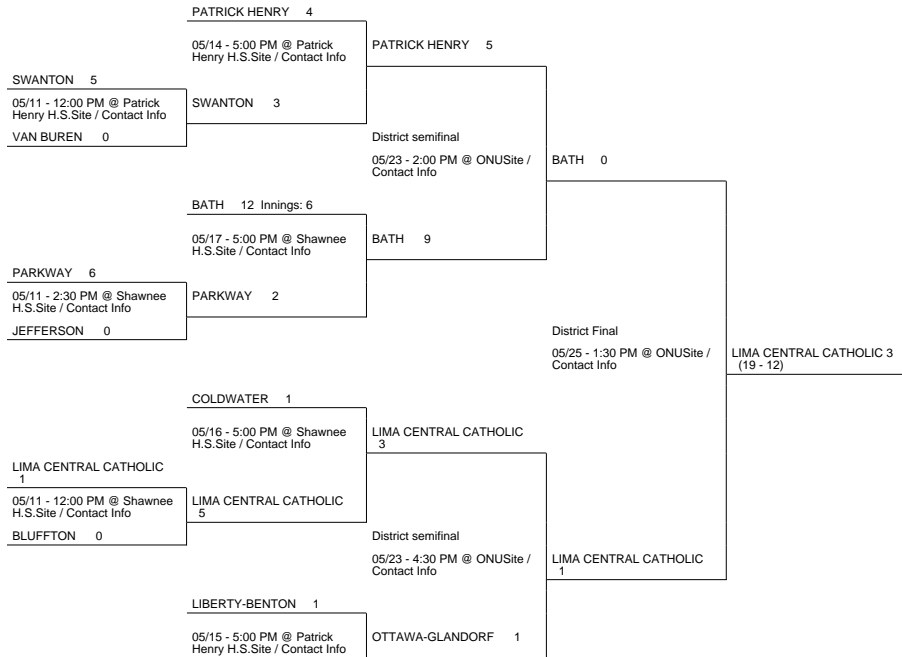 PATRICK HENRY 4
05/14 - 5:00 PM @ Patrick
Henry H.S.Site / Contact Info
PATRICK HENRY 5
SWANTON 5
05/11 - 12:00 PM @ Patrick
Henry H.S.Site / Contact Info
SWANTON 3
VAN BUREN 0
District semifinal
05/23 - 2:00 PM @ ONUSite /
Contact Info
BATH 0
BATH 12 Innings: 6
05/17 - 5:00 PM @ Shawnee
H.S.Site / Contact Info
BATH 9
PARKWAY 6
05/11 - 2:30 PM @ Shawnee
H.S.Site / Contact Info
PARKWAY 2
JEFFERSON 0
District Final
05/25 - 1:30 PM @ ONUSite /
Contact Info
LIMA CENTRAL CATHOLIC 3
(19 - 12)
COLDWATER 1
05/16 - 5:00 PM @ Shawnee
H.S.Site / Contact Info
LIMA CENTRAL CATHOLIC
3
LIMA CENTRAL CATHOLIC
1
05/11 - 12:00 PM @ Shawnee
H.S.Site / Contact Info
LIMA CENTRAL CATHOLIC
5
BLUFFTON 0
District semifinal
05/23 - 4:30 PM @ ONUSite /
Contact Info
LIMA CENTRAL CATHOLIC
1
LIBERTY-BENTON 1
05/15 - 5:00 PM @ Patrick
Henry H.S.Site / Contact Info
OTTAWA-GLANDORF 1